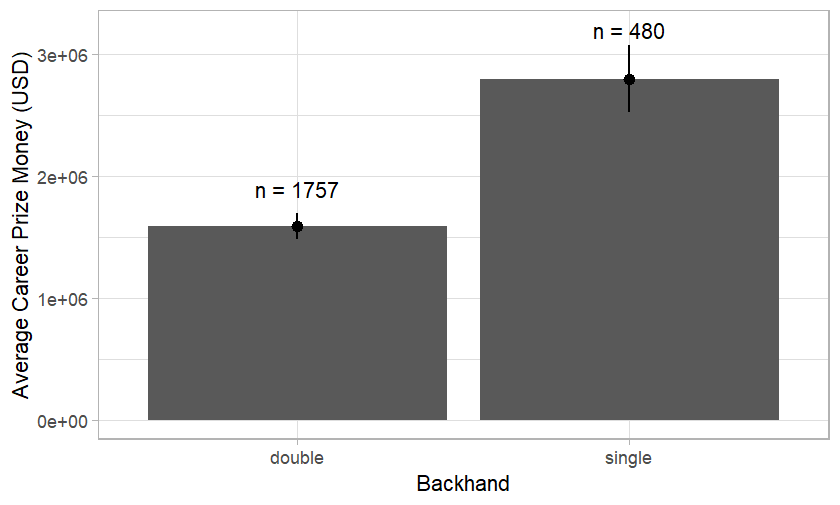 n = 480
3e+06
n = 1757
2e+06
1e+06
0e+00
Average Career Prize Money (USD)
double
single
Backhand